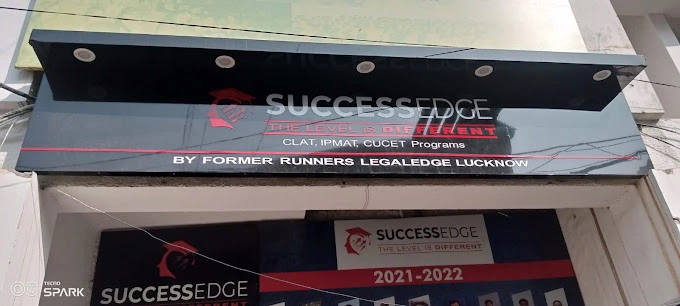 SUCCESSEDGE
THE LEVEL IS DIFFERENT
CLAT, IPMAT, CUCET Programs
BY FORMER RUNNERS LEGALEDGE LUCKNOW
SUCCESSEDGE
THE LEVEL IS DIFFERENT
2021-2022
SUCCESSEDGE
DIFFERENT
TECNO
SPARK